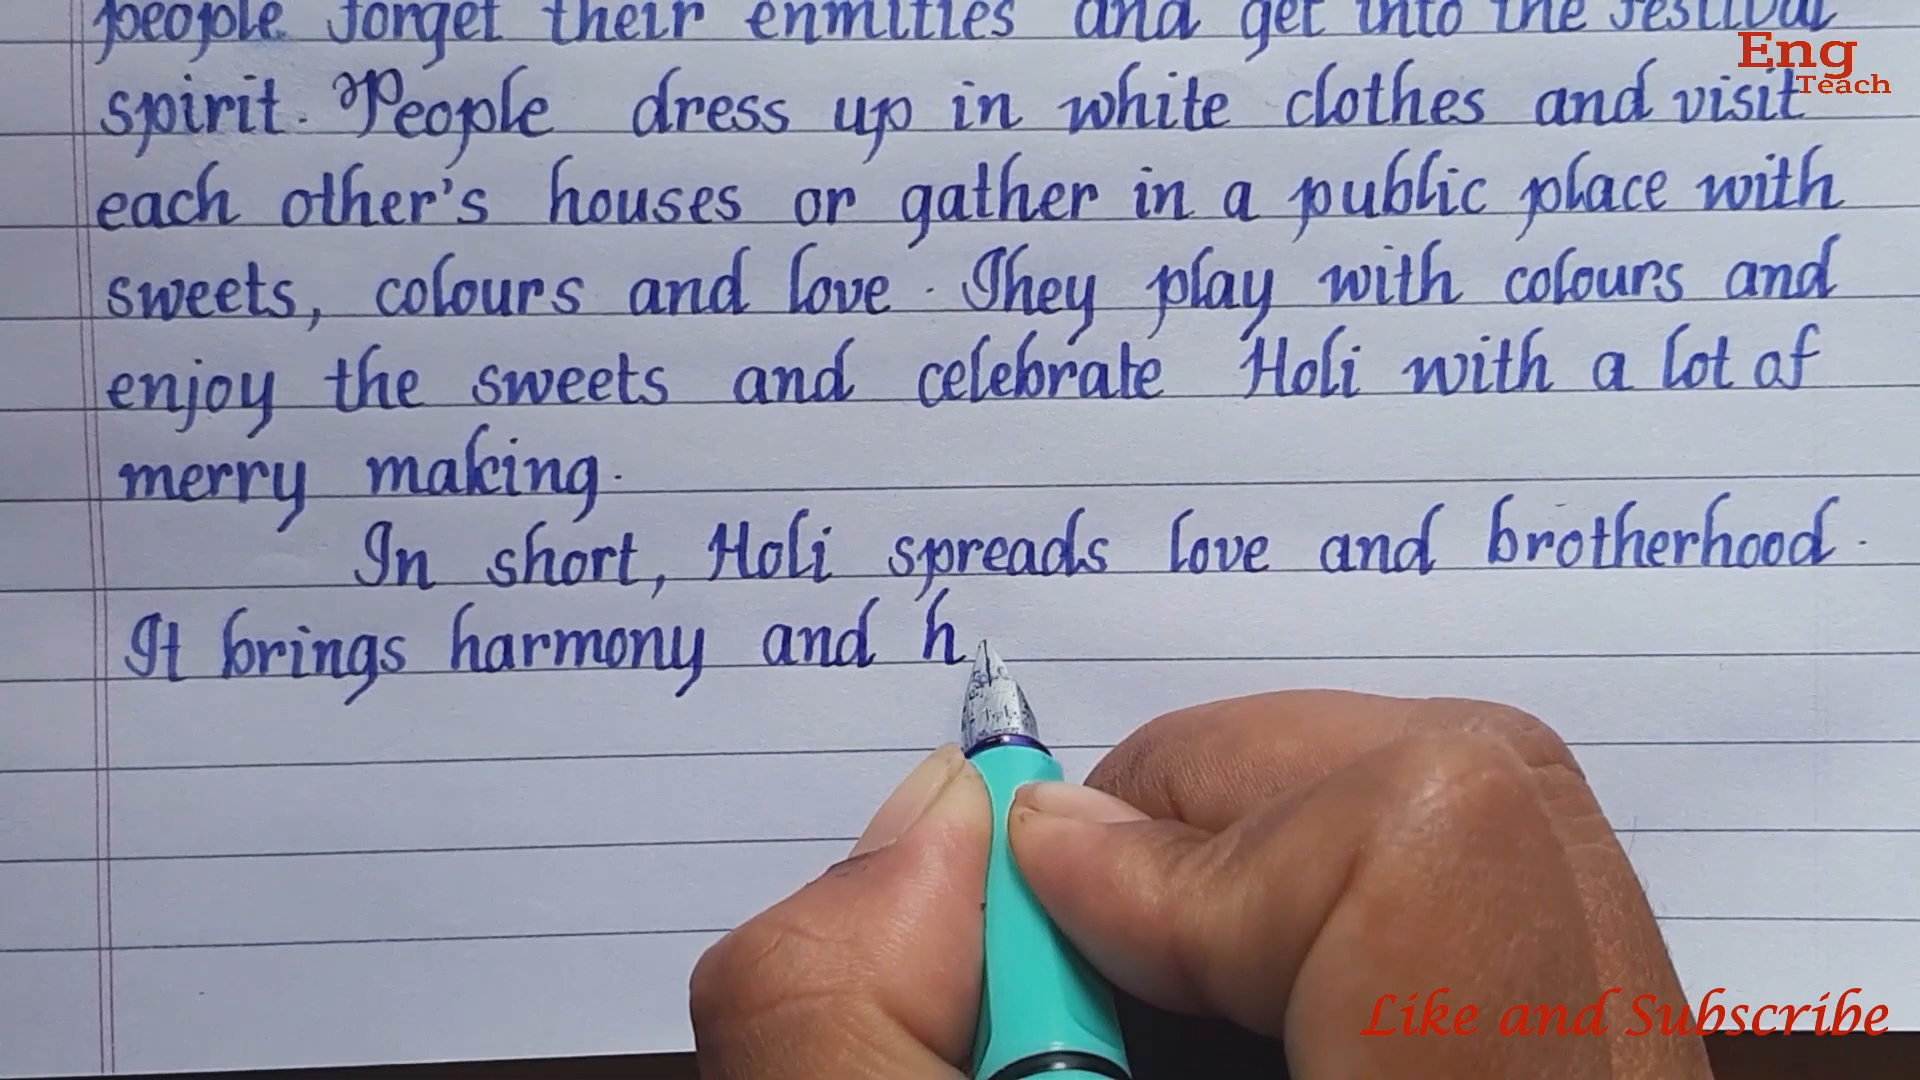 people forget their enmities and get into the festival
Eng
Teach
spirit. People dress up in white clothes and visit
each other's houses or gather in a public place with
sweets, colours and love. They play with colours and
enjoy the sweets and celebrate Holi with a lot of
merry making.
In short, Holi spreads love and brotherhood.
It brings harmony and h
Like and Subscribe